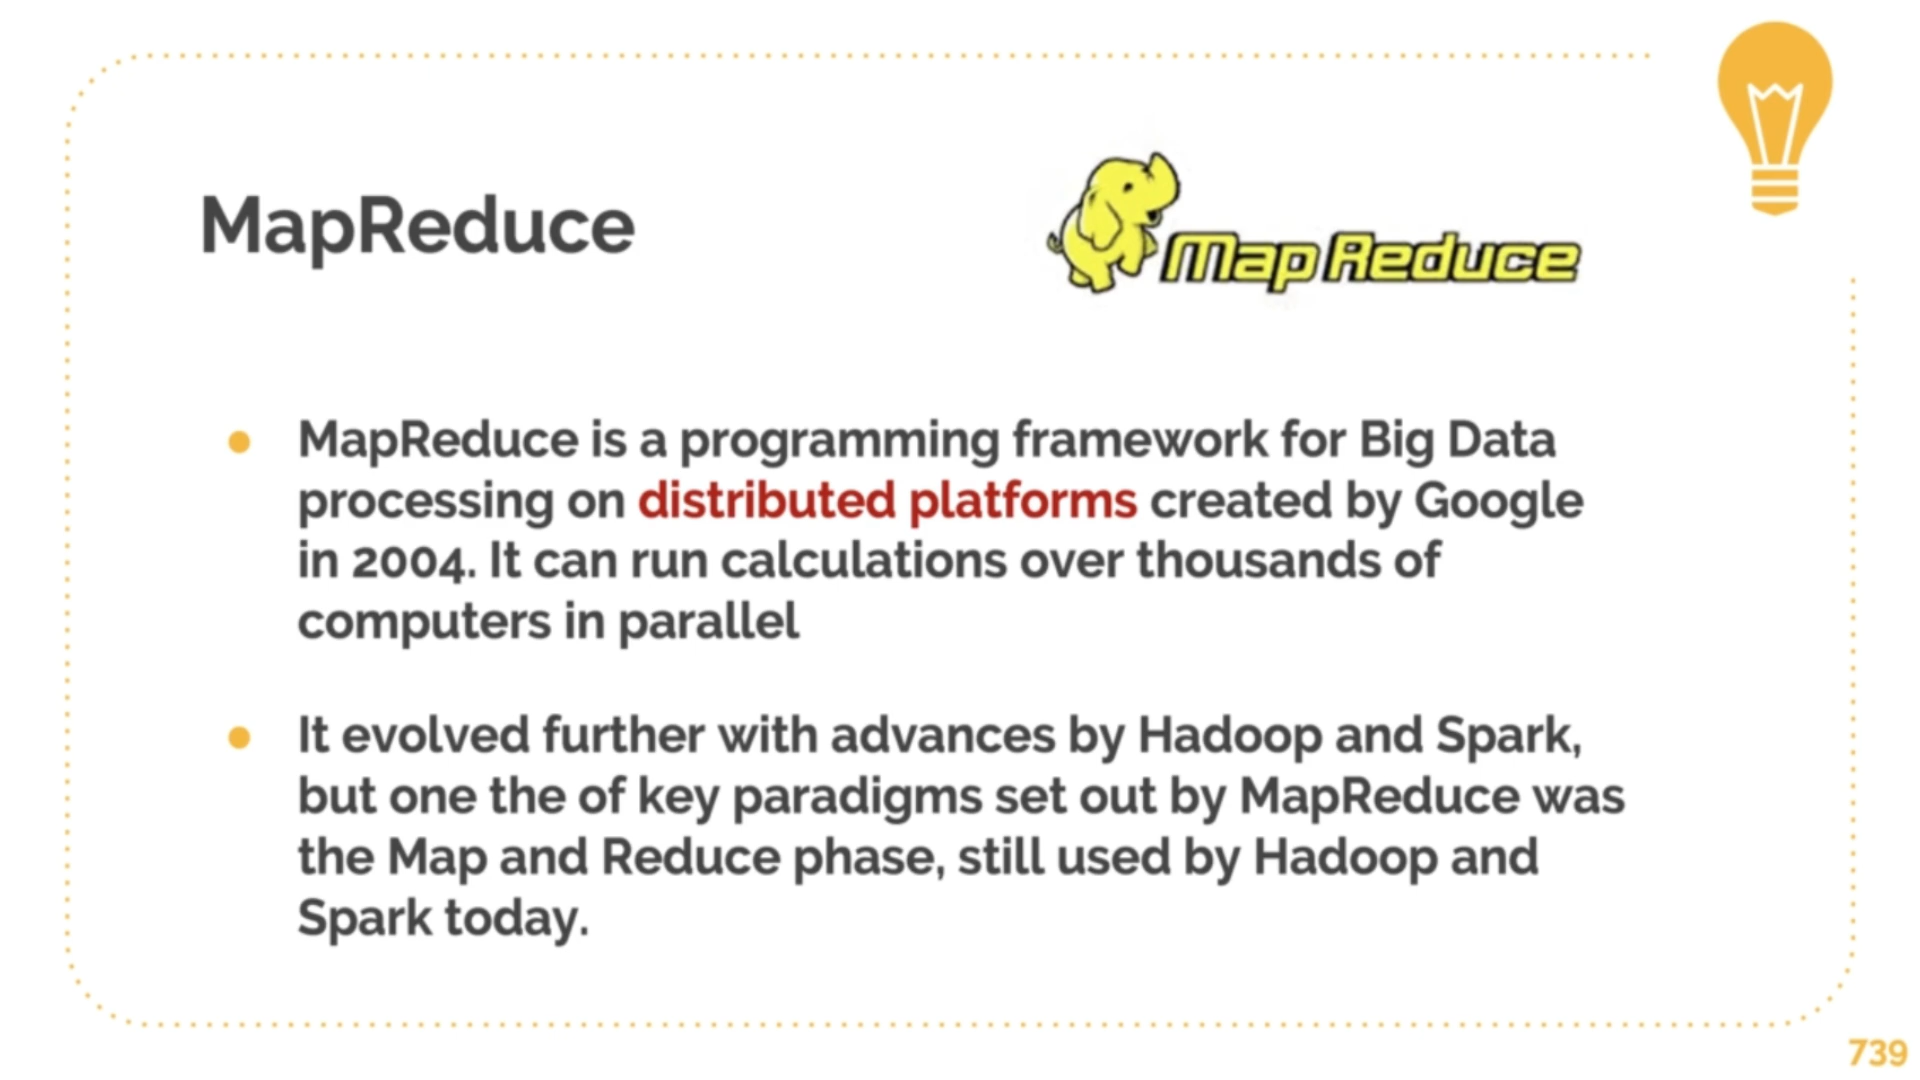 MapReduce
Map Reduce
MapReduce is a programming framework for Big Data
processing on distributed platforms created by Google
in 2004. It can run calculations over thousands of
computers in parallel
It evolved further with advances by Hadoop and Spark,
but one the of key paradigms set out by MapReduce was
the Map and Reduce phase, still used by Hadoop and
Spark today.
739